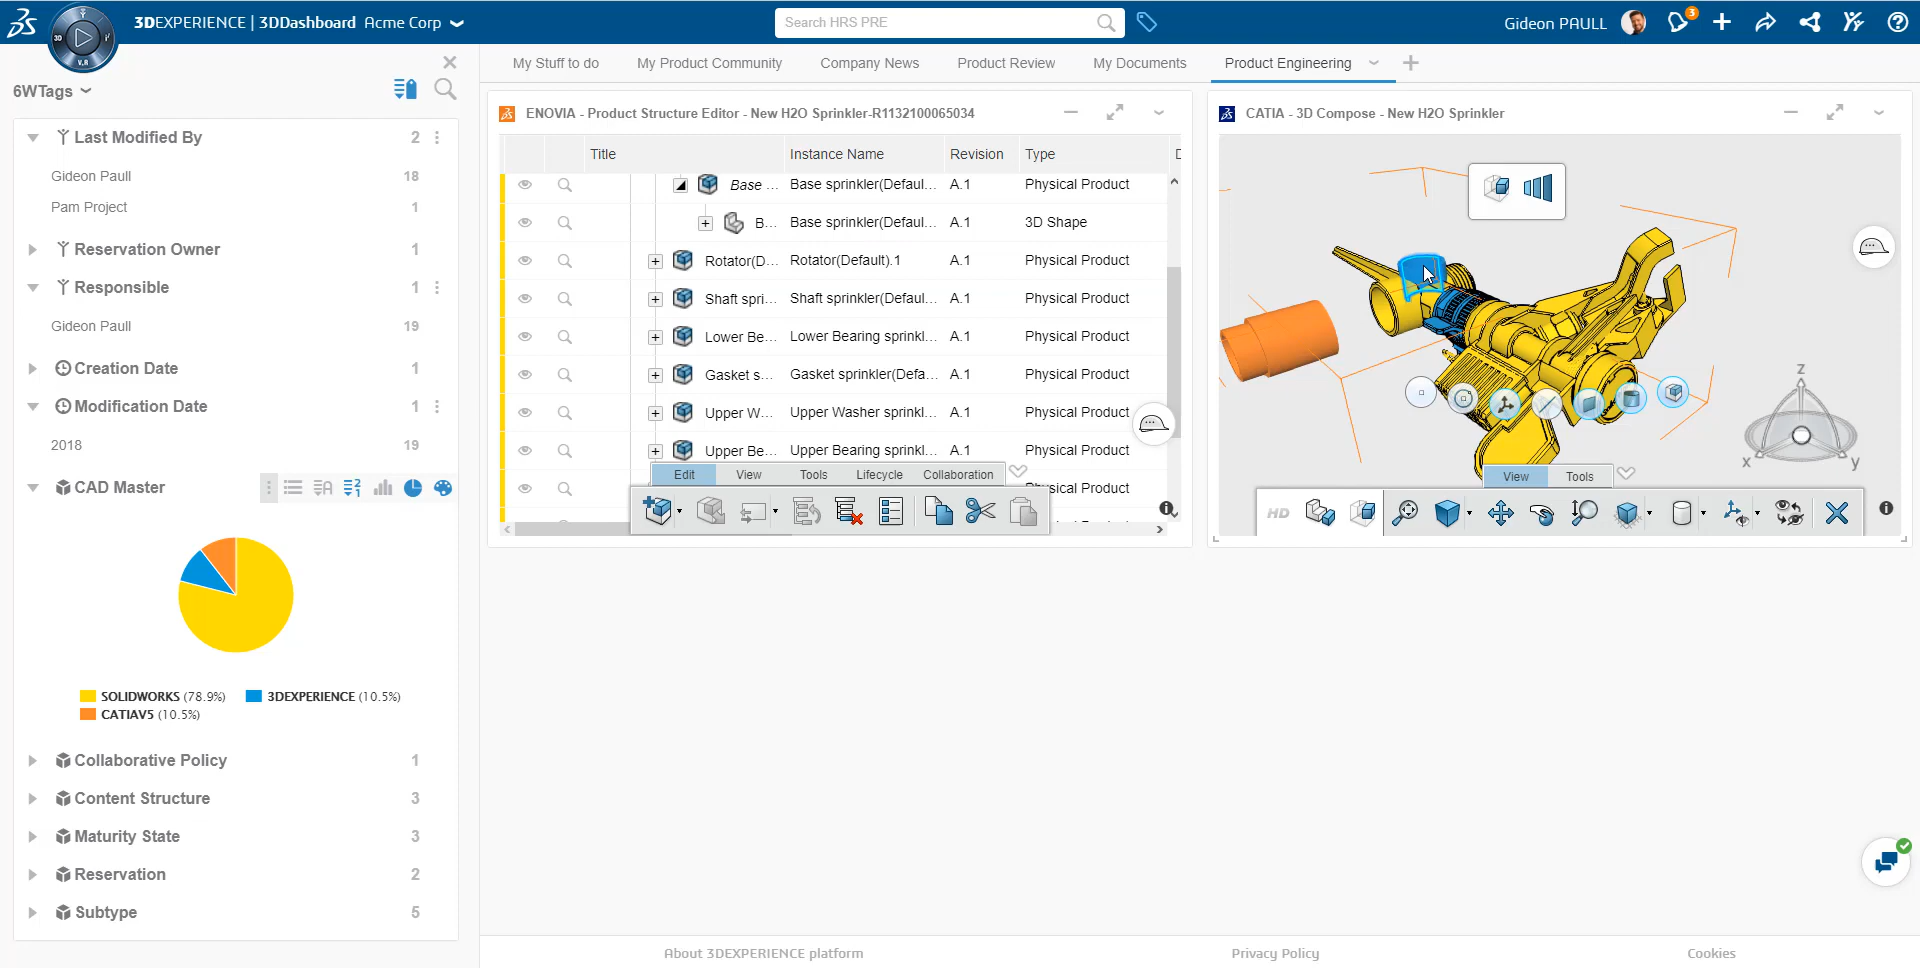 3DEXPERIENCE | 3DDashboard Acme Corp
Search HRS PRE
Gideon PAULL
3
3D
V.R
My Stuff to do
My Product Community
Company News
Product Review
My Documents
Product Engineering
6WTags
Last Modified By 2
Gideon Paull 18
Pam Project 1
Reservation Owner 1
Responsible 1
Gideon Paull 19
Creation Date 1
Modification Date 1
2018 19
CAD Master
SOLIDWORKS (78.9%)
3DEXPERIENCE (10.5%)
CATIAV5 (10.5%)
Collaborative Policy 1
Content Structure 3
Maturity State 3
Reservation 2
Subtype 5
ENOVIA - Product Structure Editor - New H2O Sprinkler-R1132100065034
Title Instance Name Revision Type
Base ... Base sprinkler(Defaul... A.1 Physical Product
B... Base sprinkler(Defaul... A.1 3D Shape
Rotator(D... Rotator(Default).1 A.1 Physical Product
Shaft spri... Shaft sprinkler(Defaul... A.1 Physical Product
Lower Be... Lower Bearing sprinkl... A.1 Physical Product
Gasket s... Gasket sprinkler(Defa... A.1 Physical Product
Upper W... Upper Washer sprinkl... A.1 Physical Product
Upper Be... Upper Bearing sprinkl... A.1 Physical Product
Edit View Tools Lifecycle Collaboration
CATIA - 3D Compose - New H2O Sprinkler
z
x
y
View Tools
HD
About 3DEXPERIENCE platform
Privacy Policy
Cookies